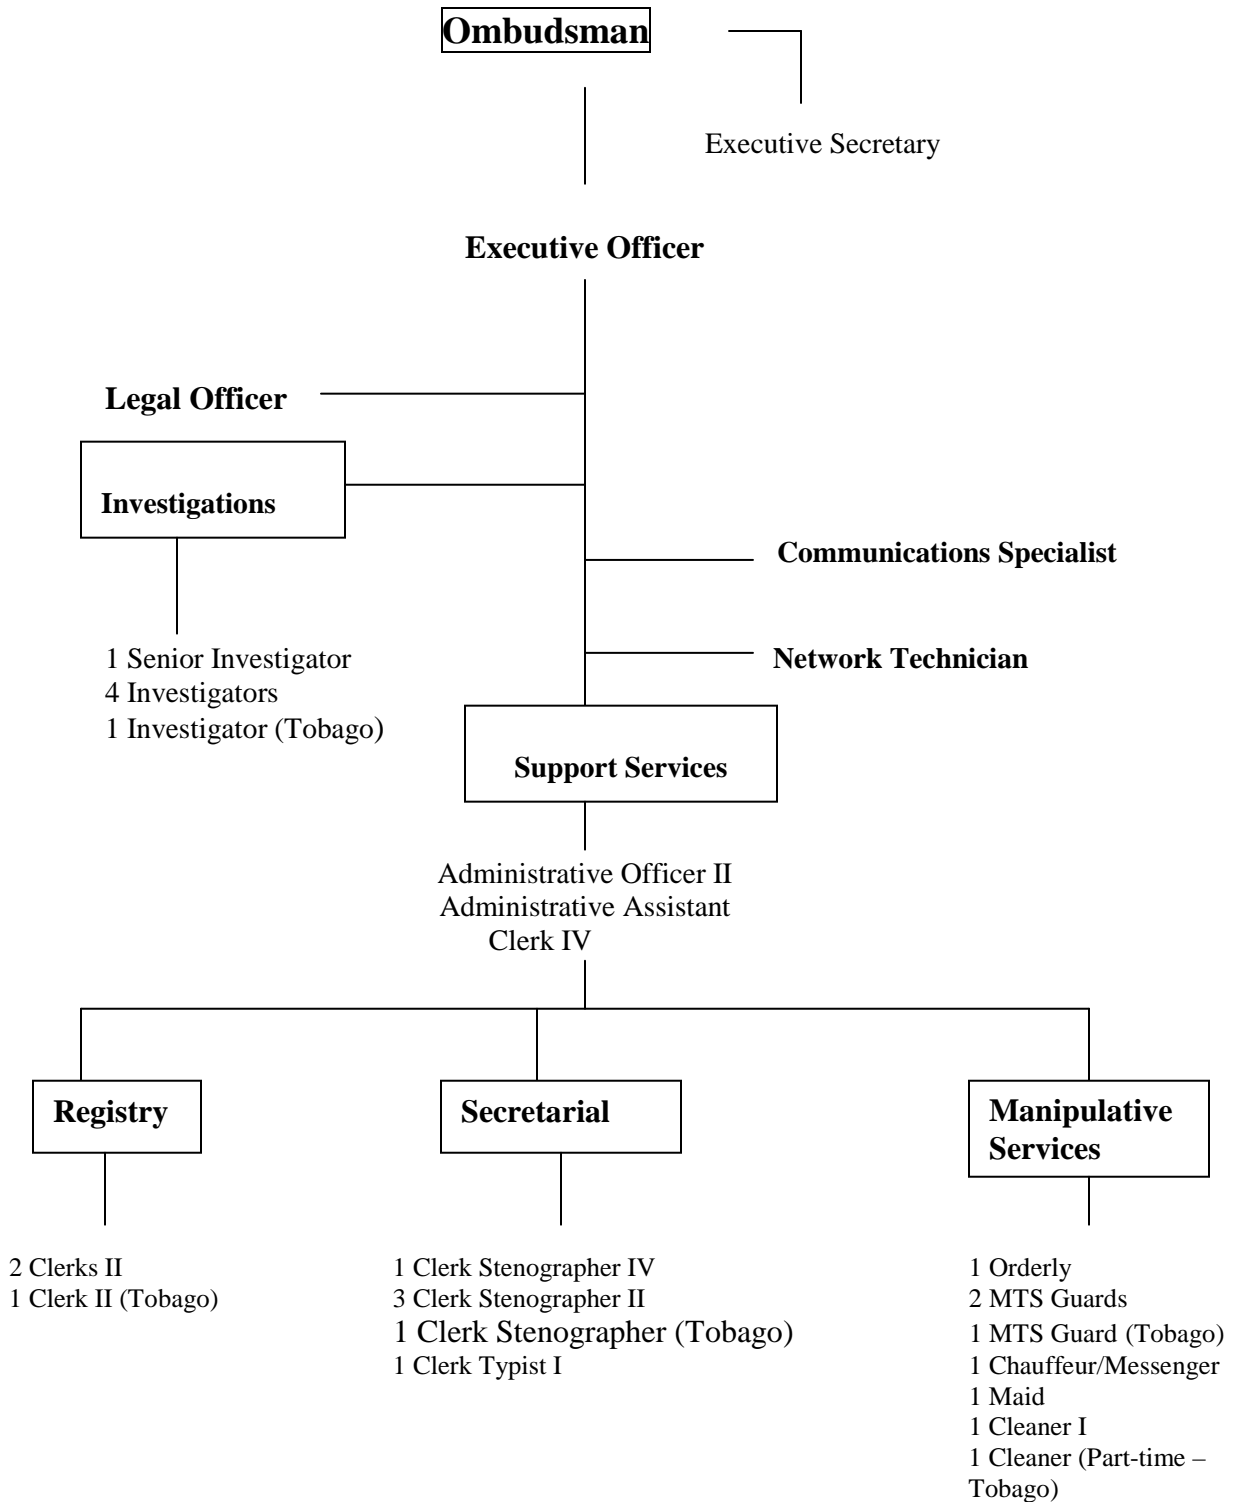 Ombudsman
Executive Secretary
Executive Officer
Legal Officer
Investigations
Communications Specialist
1 Senior Investigator
4 Investigators
1 Investigator (Tobago)
Network Technician
Support Services
Administrative Officer II
Administrative Assistant
Clerk IV
Registry
Secretarial
Manipulative
Services
2 Clerks II
1 Clerk II (Tobago)
1 Clerk Stenographer IV
3 Clerk Stenographer II
1 Clerk Stenographer (Tobago)
1 Clerk Typist I
1 Orderly
2 MTS Guards
1 MTS Guard (Tobago)
1 Chauffeur/Messenger
1 Maid
1 Cleaner I
1 Cleaner (Part-time –
Tobago)